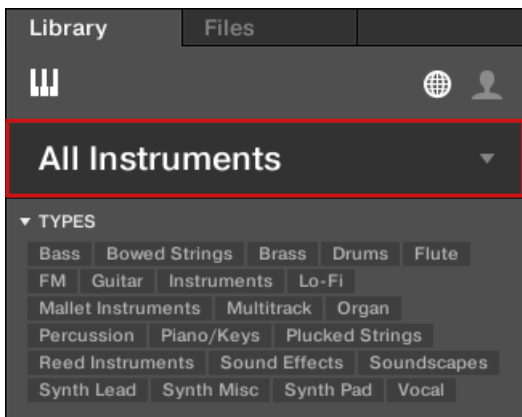 Library Files
All Instruments
TYPES
Bass Bowed Strings Brass Drums Flute
FM Guitar Instruments Lo-Fi
Mallet Instruments Multitrack Organ
Percussion Piano/Keys Plucked Strings
Reed Instruments Sound Effects Soundscapes
Synth Lead Synth Misc Synth Pad Vocal